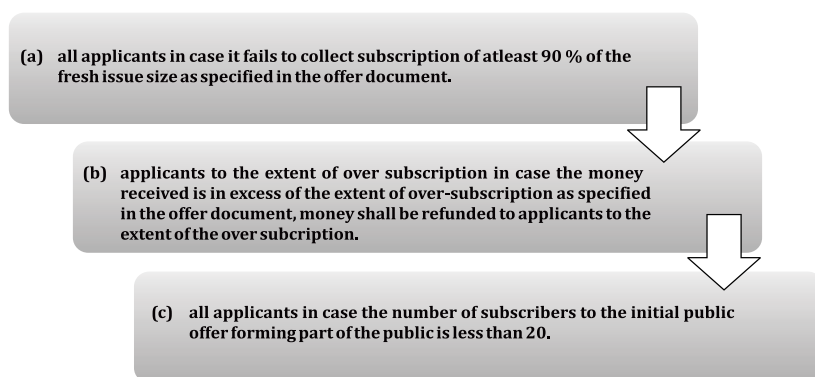 (a) all applicants in case it fails to collect subscription of atleast 90 % of the
fresh issue size as specified in the offer document.
(b) applicants to the extent of over subscription in case the money
received is in excess of the extent of over-subscription as specified
in the offer document, money shall be refunded to applicants to the
extent of the over subcription.
(c) all applicants in case the number of subscribers to the initial public
offer forming part of the public is less than 20.